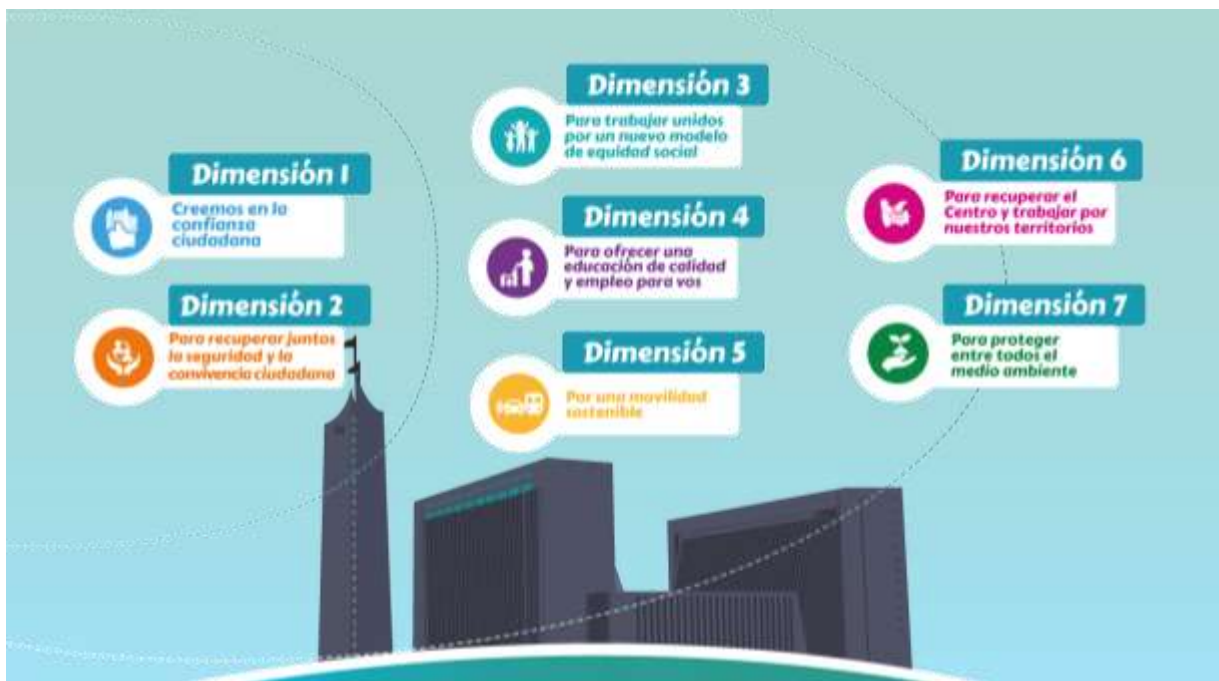 Dimensión 1
Creemos en la
confianza
ciudadana
Dimensión 2
Para recuperar juntos
la seguridad y la
convivencia ciudadana
Dimensión 3
Para trabajar unidos
por un nuevo modelo
de equidad social
Dimensión 4
Para ofrecer una
educación de calidad
y empleo para vos
Dimensión 5
Por una movilidad
sostenible
Dimensión 6
Para recuperar el
Centro y trabajar por
nuestros territorios
Dimensión 7
Para proteger
entre todos el
medio ambiente